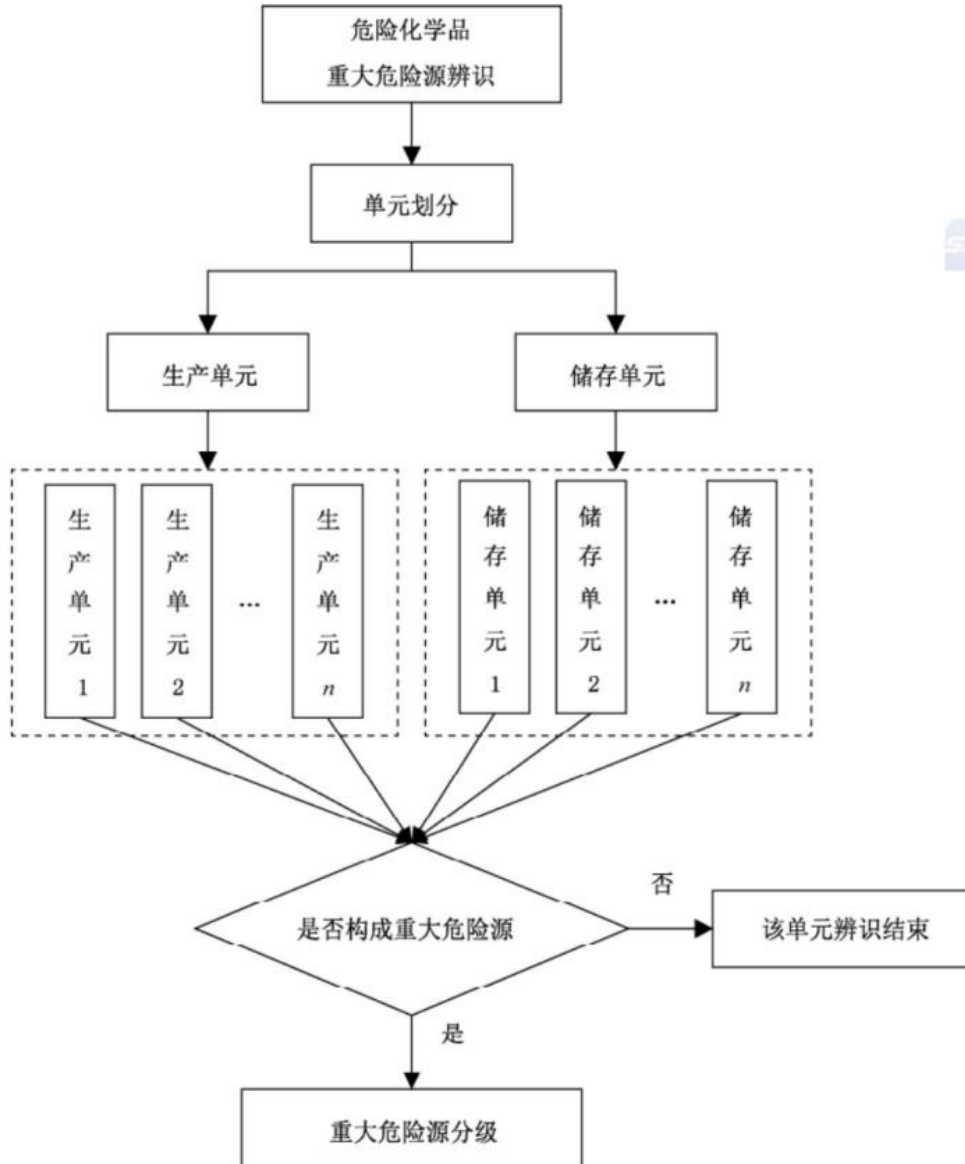 危险化学品
重大危险源辨识
单元划分
生产单元
储存单元
生产单元1
生产单元2
...
生产单元n
储存单元1
储存单元2
...
储存单元n
是否构成重大危险源
否
该单元辨识结束
是
重大危险源分级